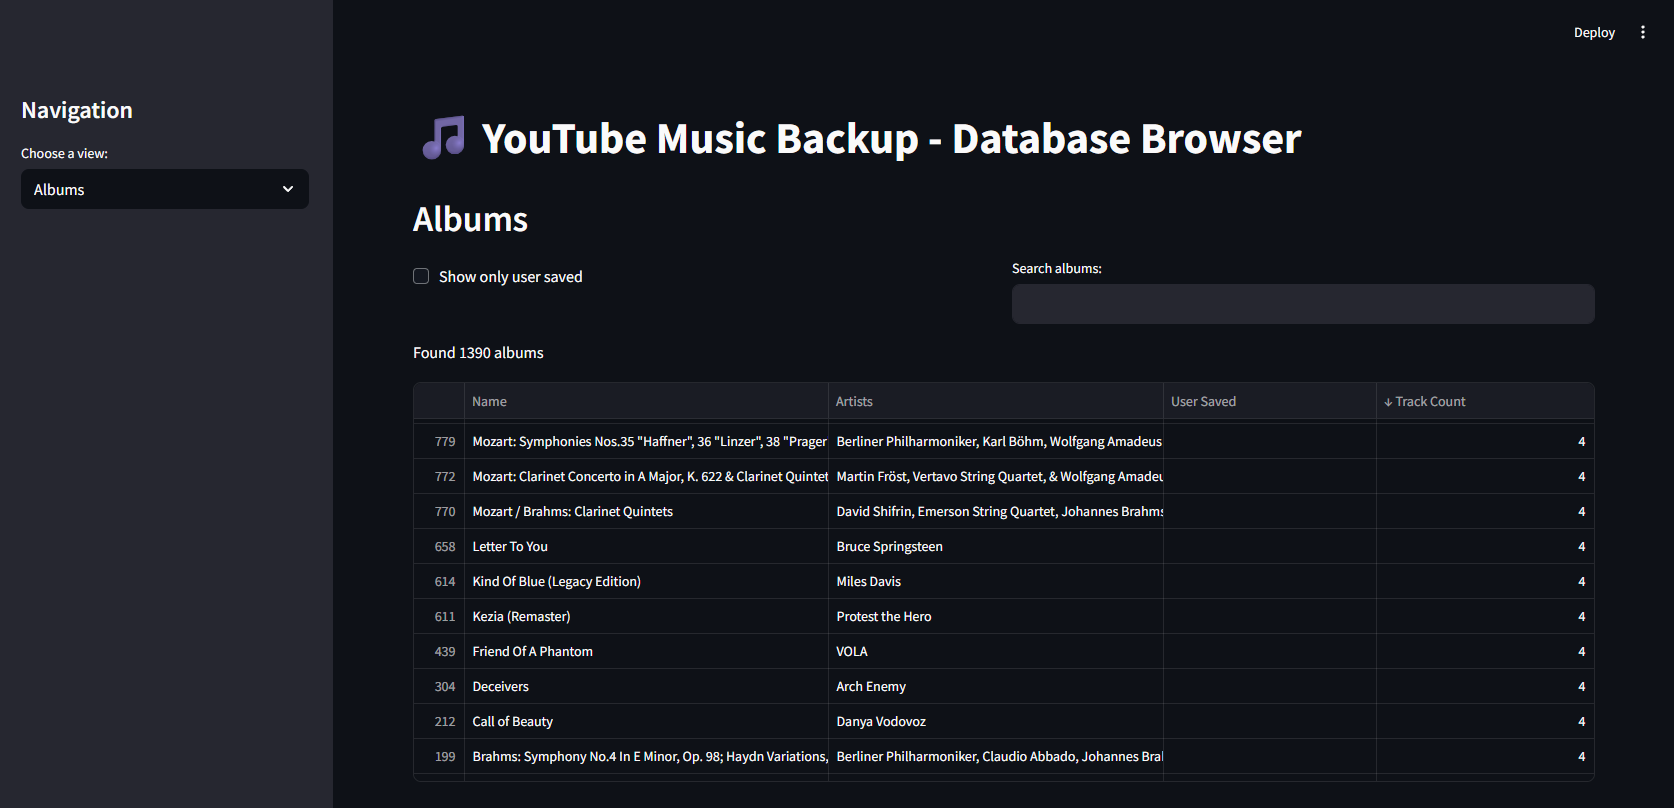 Deploy
Navigation
Choose a view:
Albums
YouTube Music Backup - Database Browser
Albums
Show only user saved
Search albums:
Found 1390 albums
Name Artists User Saved ↓ Track Count
779 Mozart: Symphonies Nos.35 "Haffner", 36 "Linzer", 38 "Prager Berliner Philharmoniker, Karl Böhm, Wolfgang Amadeus 4
772 Mozart: Clarinet Concerto in A Major, K. 622 & Clarinet Quintet Martin Fröst, Vertavo String Quartet, & Wolfgang Amadeu 4
770 Mozart / Brahms: Clarinet Quintets David Shifrin, Emerson String Quartet, Johannes Brahms 4
658 Letter To You Bruce Springsteen 4
614 Kind Of Blue (Legacy Edition) Miles Davis 4
611 Kezia (Remaster) Protest the Hero 4
439 Friend Of A Phantom VOLA 4
304 Deceivers Arch Enemy 4
212 Call of Beauty Danya Vodovoz 4
199 Brahms: Symphony No.4 In E Minor, Op. 98; Haydn Variations, Berliner Philharmoniker, Claudio Abbado, Johannes Bra 4